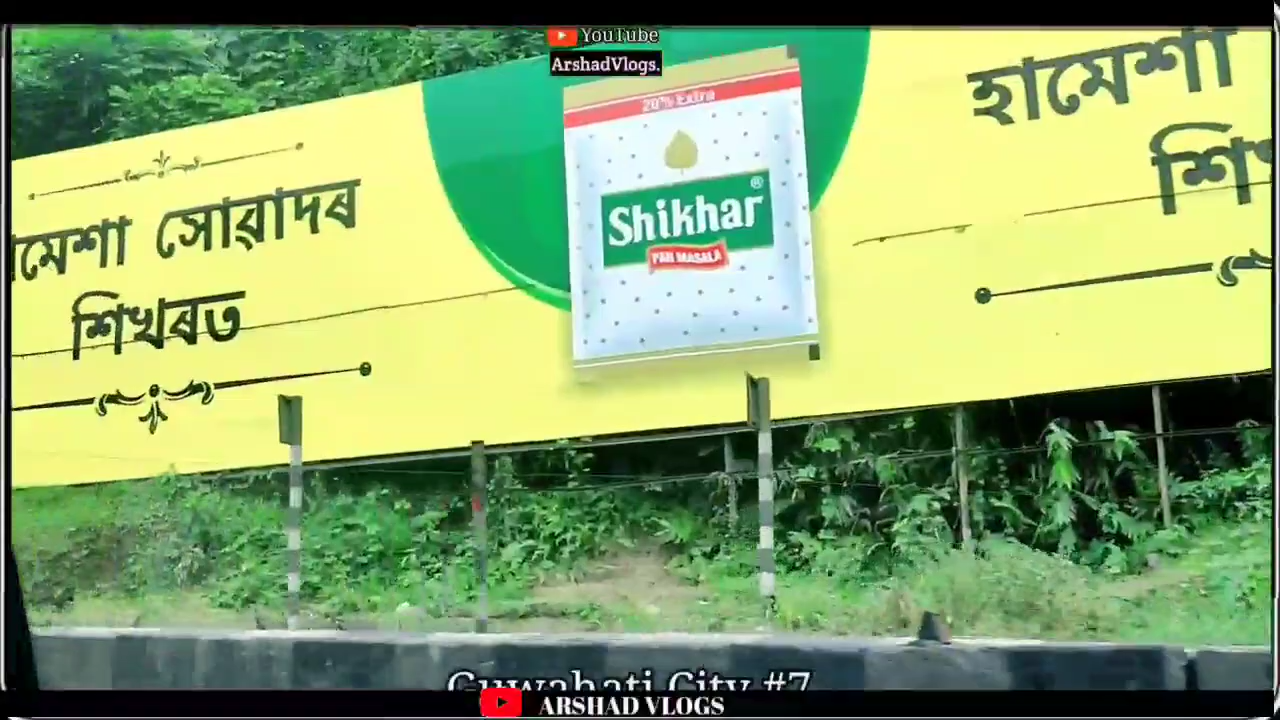 YouTube
ArshadVlogs.
20% Extra
Shikhar®
PAN MASALA
সোৱাদৰ
শিখৰত
হামেশা
Guwahati City #7
ARSHAD VLOGS